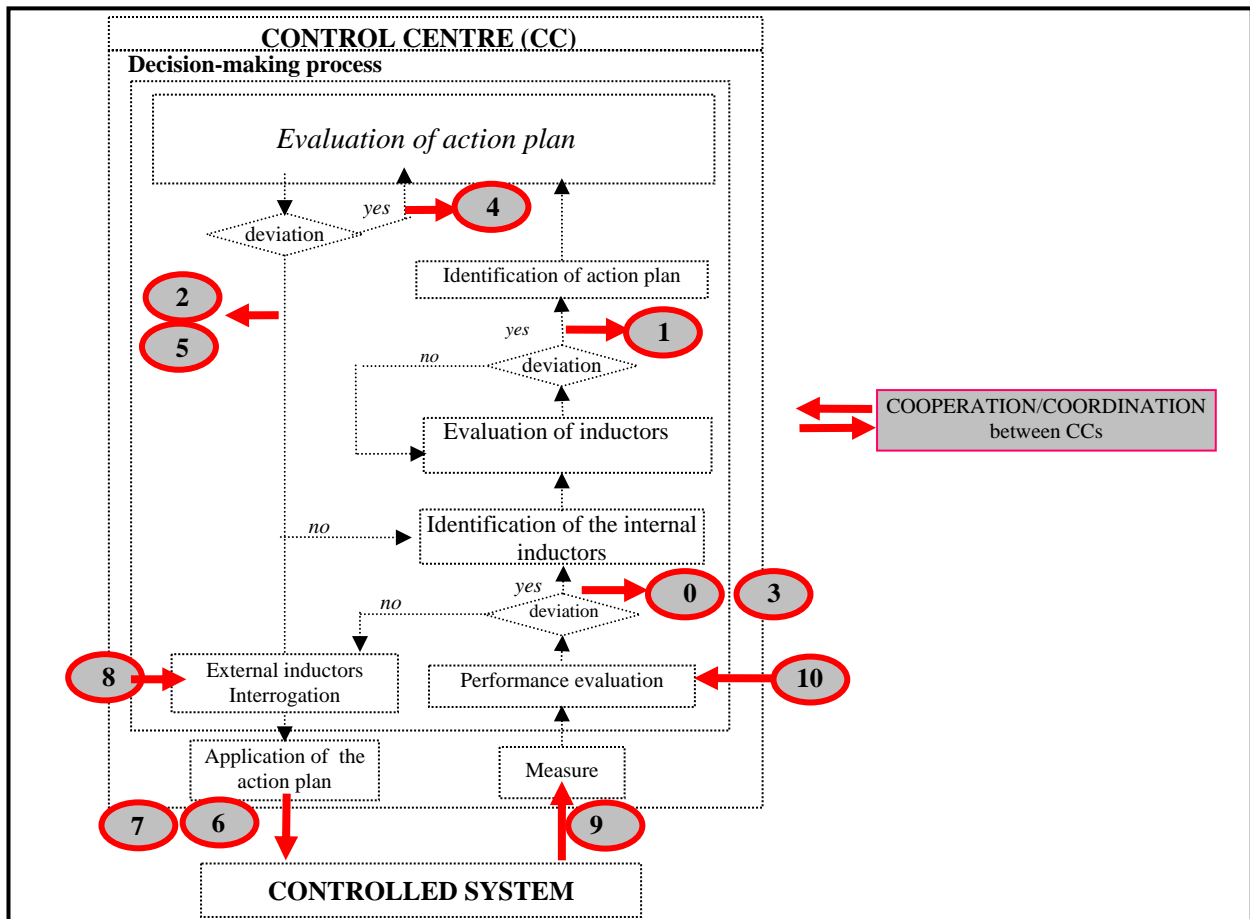 CONTROL CENTRE (CC)
Decision-making process
Evaluation of action plan
yes
4
deviation
Identification of action plan
2
5
yes
1
no
deviation
COOPERATION/COORDINATION
between CCs
Evaluation of inductors
no
Identification of the internal
inductors
yes
0
3
no
deviation
8
External inductors
Interrogation
Performance evaluation
10
Application of the
action plan
Measure
7
6
9
CONTROLLED SYSTEM